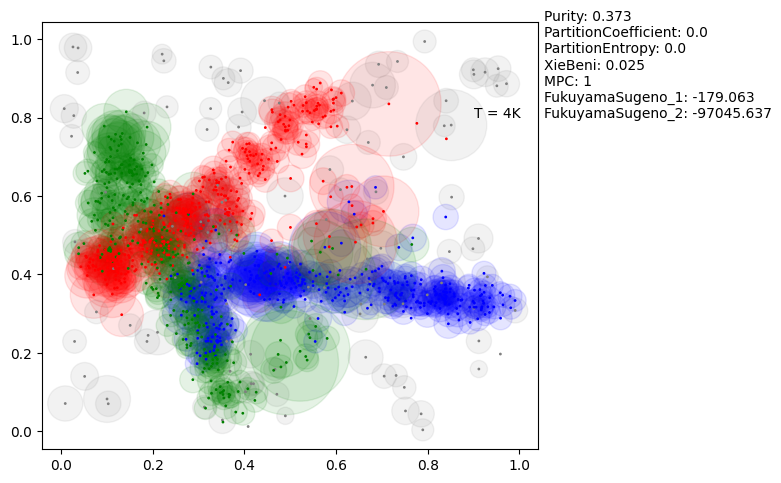 Purity: 0.373
PartitionCoefficient: 0.0
PartitionEntropy: 0.0
XieBeni: 0.025
MPC: 1
FukuyamaSugeno_1: -179.063
FukuyamaSugeno_2: -97045.637
T = 4K
1.0
0.8
0.6
0.4
0.2
0.0
0.0 0.2 0.4 0.6 0.8 1.0